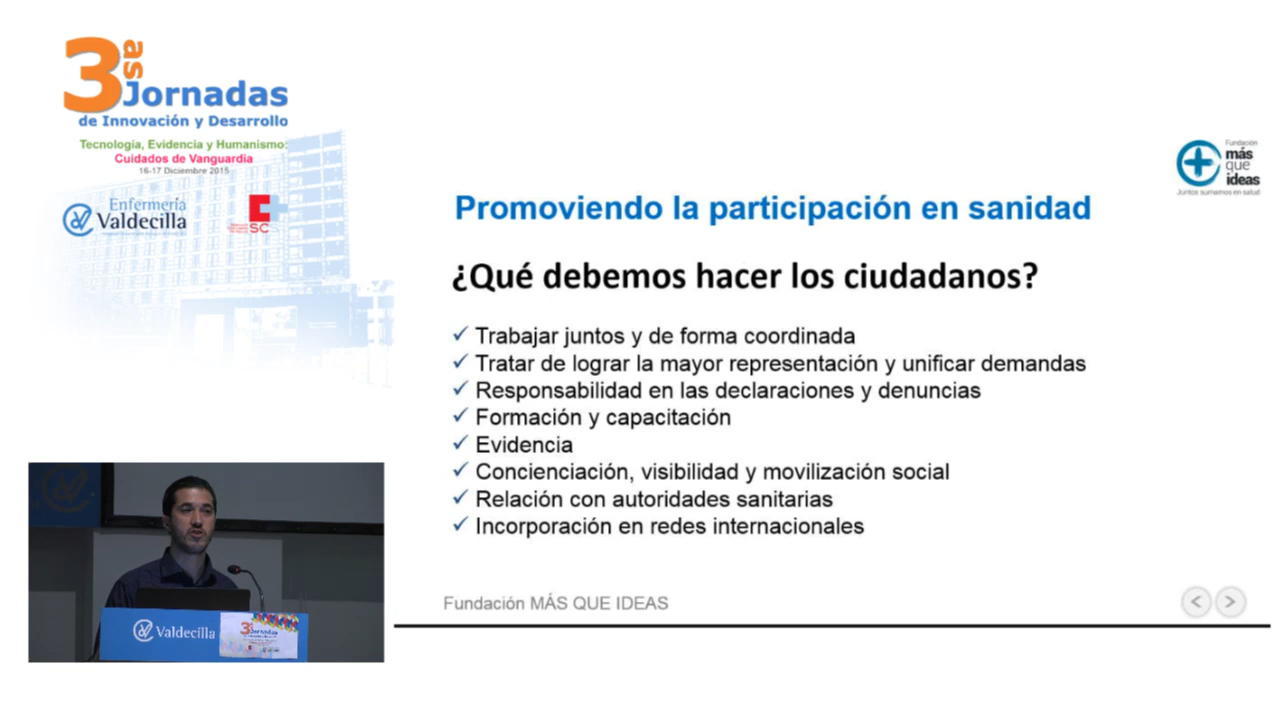 3as Jornadas
de Innovación y Desarrollo
Tecnología, Evidencia y Humanismo:
Cuidados de Vanguardia
16-17 Diciembre 2015
Enfermería
Valdecilla
SC
Fundación
más
que
ideas
Juntos sumamos en salud
Promoviendo la participación en sanidad
¿Qué debemos hacer los ciudadanos?
✓ Trabajar juntos y de forma coordinada
✓ Tratar de lograr la mayor representación y unificar demandas
✓ Responsabilidad en las declaraciones y denuncias
✓ Formación y capacitación
✓ Evidencia
✓ Concienciación, visibilidad y movilización social
✓ Relación con autoridades sanitarias
✓ Incorporación en redes internacionales
Fundación MÁS QUE IDEAS
Valdecilla
3as Jornadas